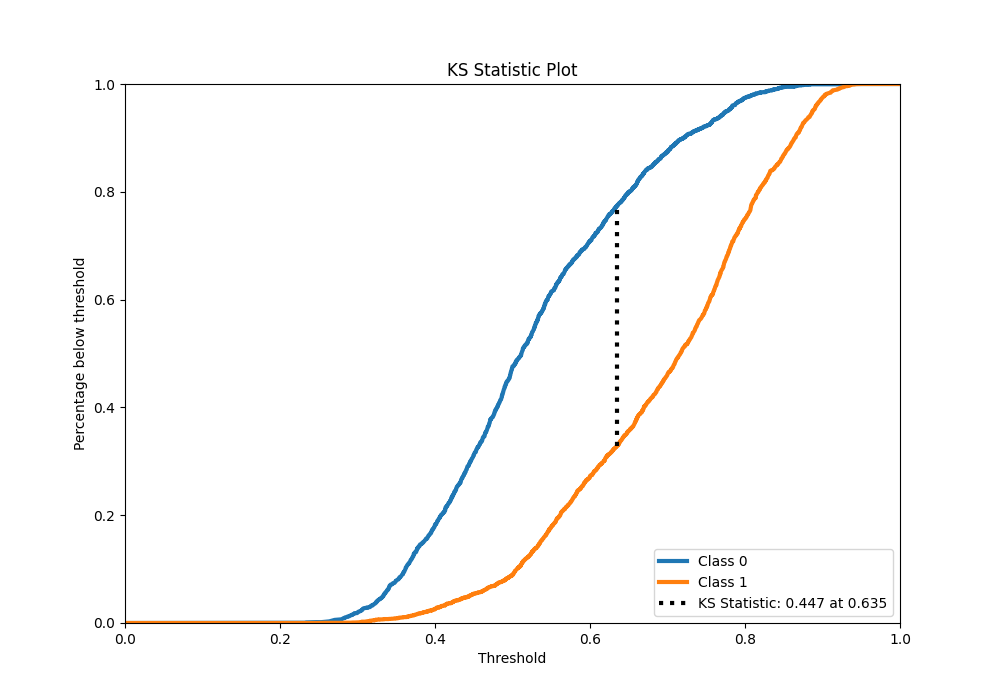 KS Statistic Plot
1.0
0.8
0.6
0.4
0.2
0.0
Percentage below threshold
0.0 0.2 0.4 0.6 0.8 1.0
Threshold
Class 0
Class 1
KS Statistic: 0.447 at 0.635